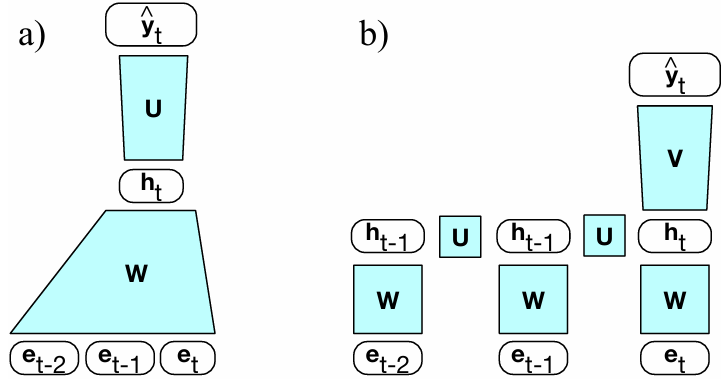 a)
ŷt
U
ht
W
et-2 et-1 et
b)
ŷt
V
ht-1 U ht-1 U ht
W W W
et-2 et-1 et